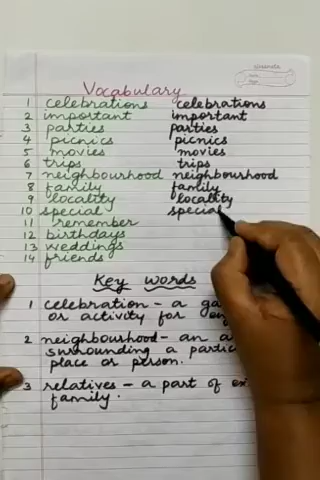 Vocabulary
1 celebrations celebrations
2 important important
3 parties parties
4 picnics picnics
5 movies movies
6 trips trips
7 neighbourhood neighbourhood
8 family family
9 locality locality
10 special special
11 remember
12 birthdays
13 weddings
14 friends
Key words
1 celebration - a
or activity for
2 neighbourhood - an
surrounding a
place or person.
3 relatives - a part of
family.